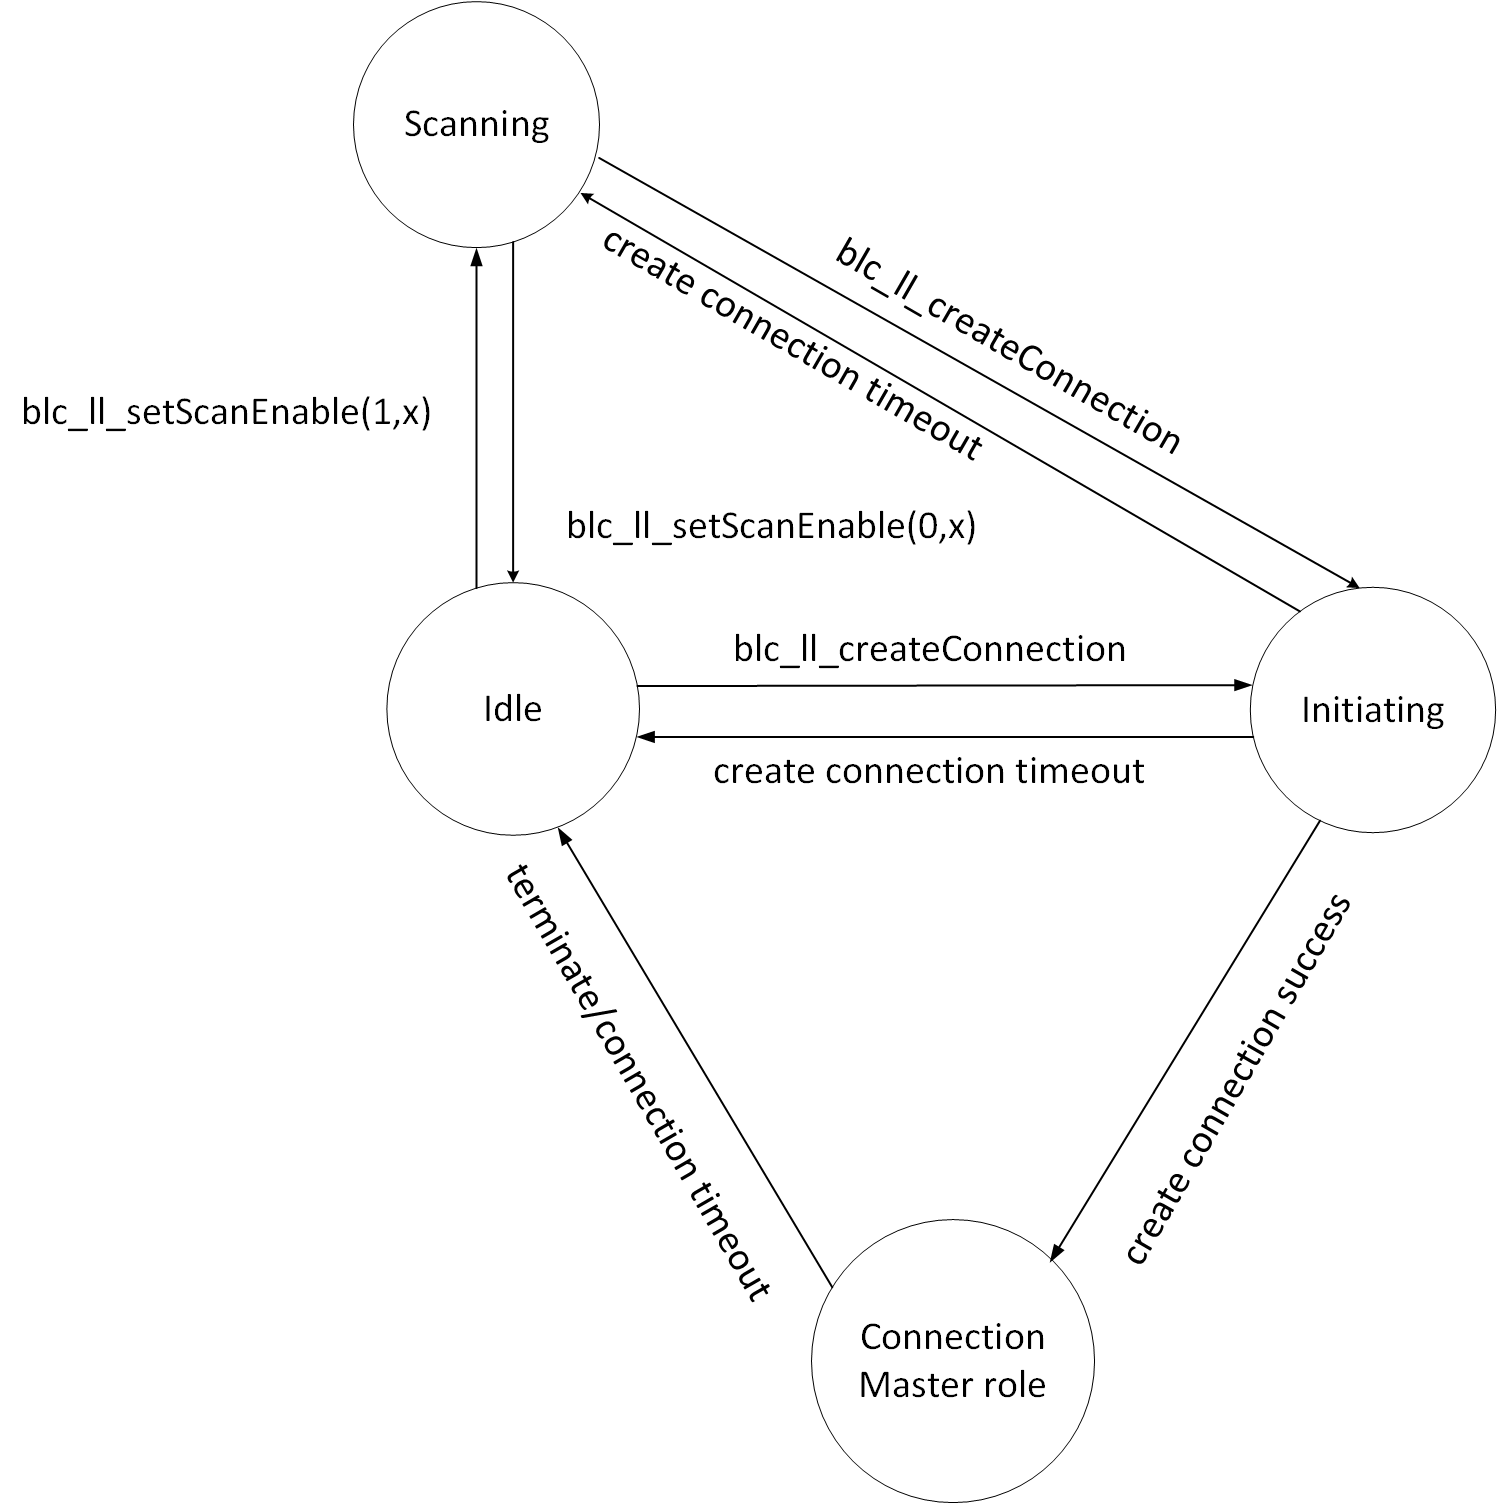 Scanning
blc_ll_createConnection
create connection timeout
blc_ll_setScanEnable(1,x)
blc_ll_setScanEnable(0,x)
blc_ll_createConnection
Idle
Initiating
create connection timeout
terminate/connection timeout
create connection success
Connection
Master role